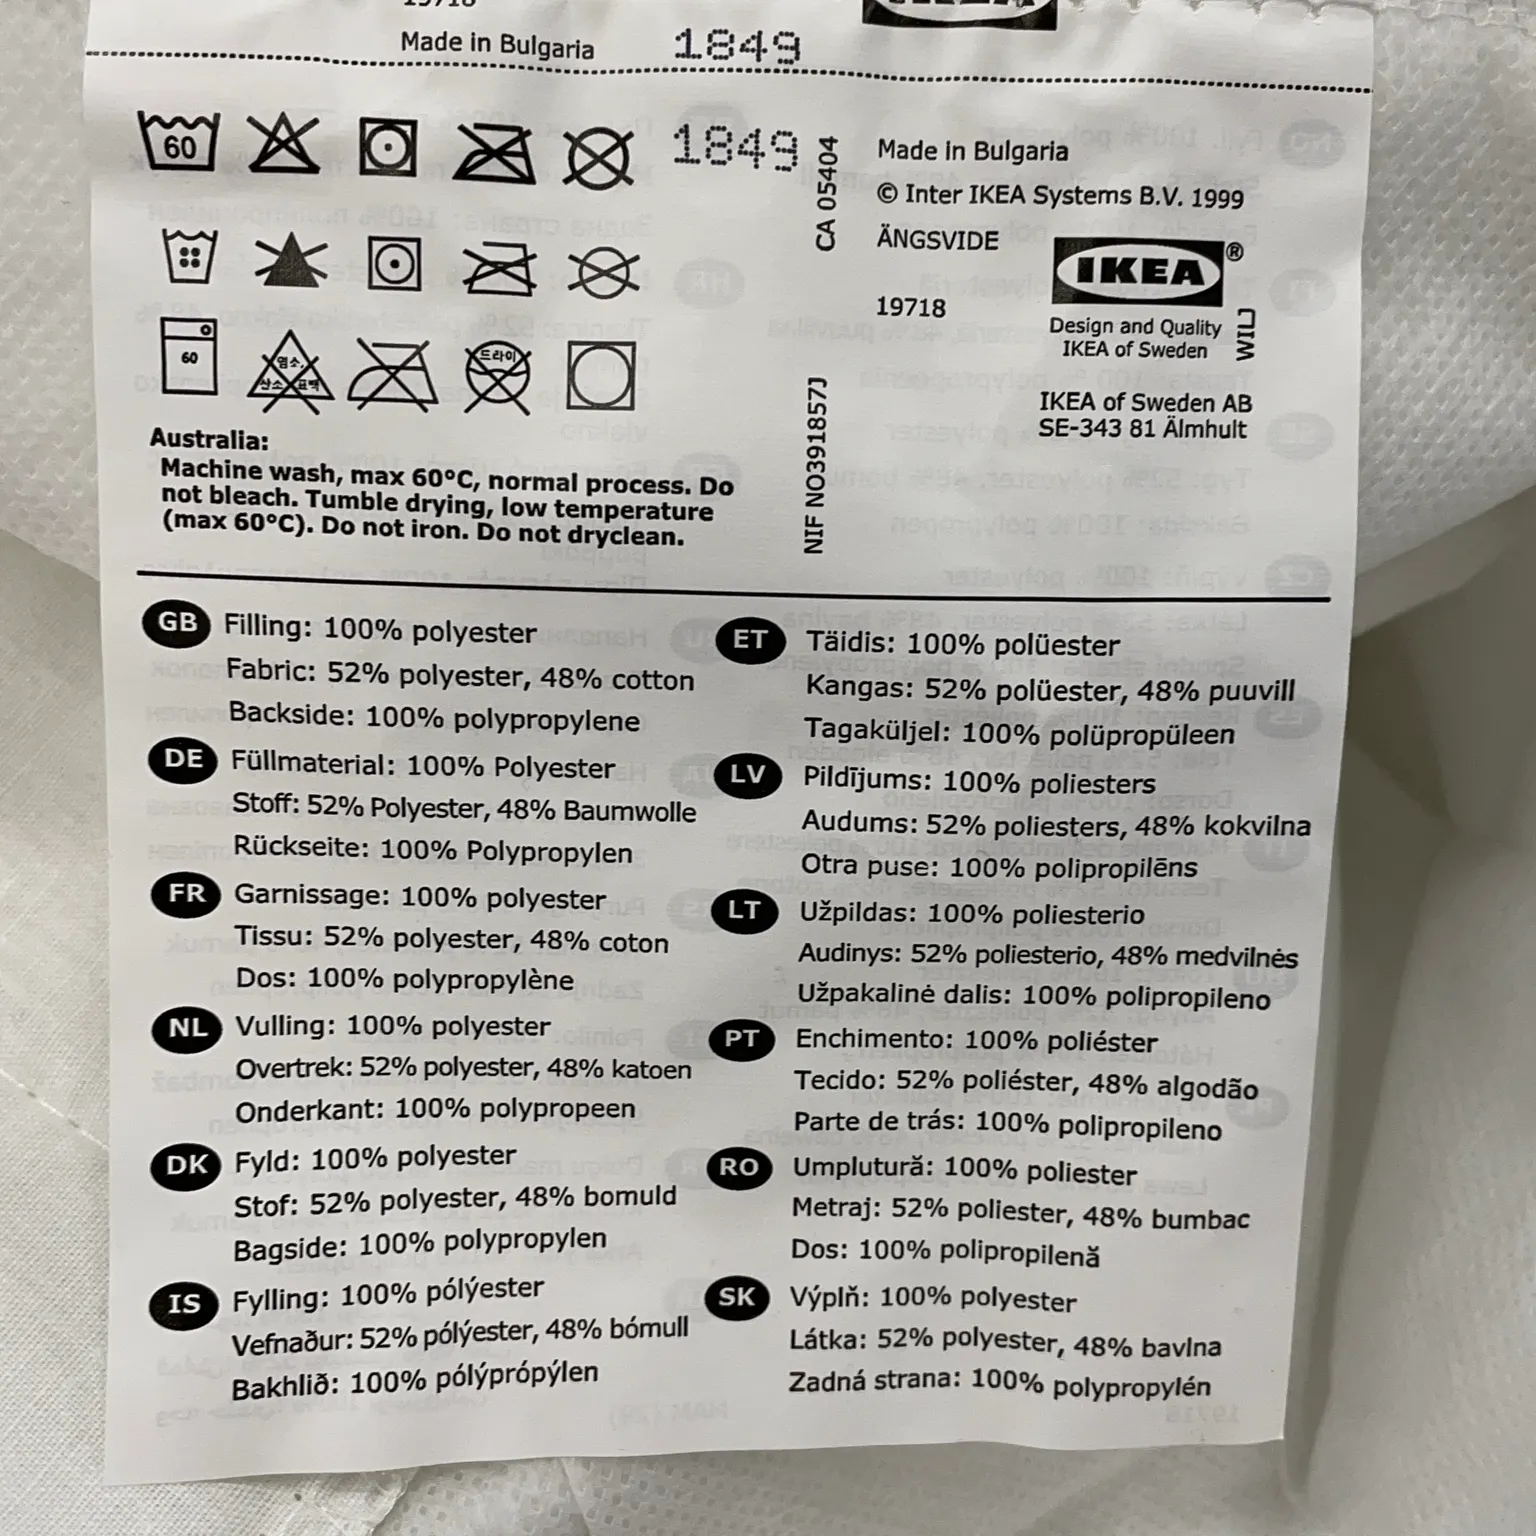 Made in Bulgaria
1849
60
1849
CA 05404
Made in Bulgaria
© Inter IKEA Systems B.V. 1999
ÄNGSVIDE
IKEA®
19718
Design and Quality
IKEA of Sweden
WILJ
60
염소,
산소 표백
드라이
NIF NO391857J
IKEA of Sweden AB
SE-343 81 Älmhult
Australia:
Machine wash, max 60°C, normal process. Do
not bleach. Tumble drying, low temperature
(max 60°C). Do not iron. Do not dryclean.
GB Filling: 100% polyester
Fabric: 52% polyester, 48% cotton
Backside: 100% polypropylene
DE Füllmaterial: 100% Polyester
Stoff: 52% Polyester, 48% Baumwolle
Rückseite: 100% Polypropylen
FR Garnissage: 100% polyester
Tissu: 52% polyester, 48% coton
Dos: 100% polypropylène
NL Vulling: 100% polyester
Overtrek: 52% polyester, 48% katoen
Onderkant: 100% polypropeen
DK Fyld: 100% polyester
Stof: 52% polyester, 48% bomuld
Bagside: 100% polypropylen
IS Fylling: 100% pólýester
Vefnaður: 52% pólýester, 48% bómull
Bakhlið: 100% pólýprópýlen
ET Täidis: 100% polüester
Kangas: 52% polüester, 48% puuvill
Tagaküljel: 100% polüpropüleen
LV Pildījums: 100% poliesters
Audums: 52% poliesters, 48% kokvilna
Otra puse: 100% polipropilēns
LT Užpildas: 100% poliesterio
Audinys: 52% poliesterio, 48% medvilnės
Užpakalinė dalis: 100% polipropileno
PT Enchimento: 100% poliéster
Tecido: 52% poliéster, 48% algodão
Parte de trás: 100% polipropileno
RO Umplutură: 100% poliester
Metraj: 52% poliester, 48% bumbac
Dos: 100% polipropilenă
SK Výplň: 100% polyester
Látka: 52% polyester, 48% bavlna
Zadná strana: 100% polypropylén